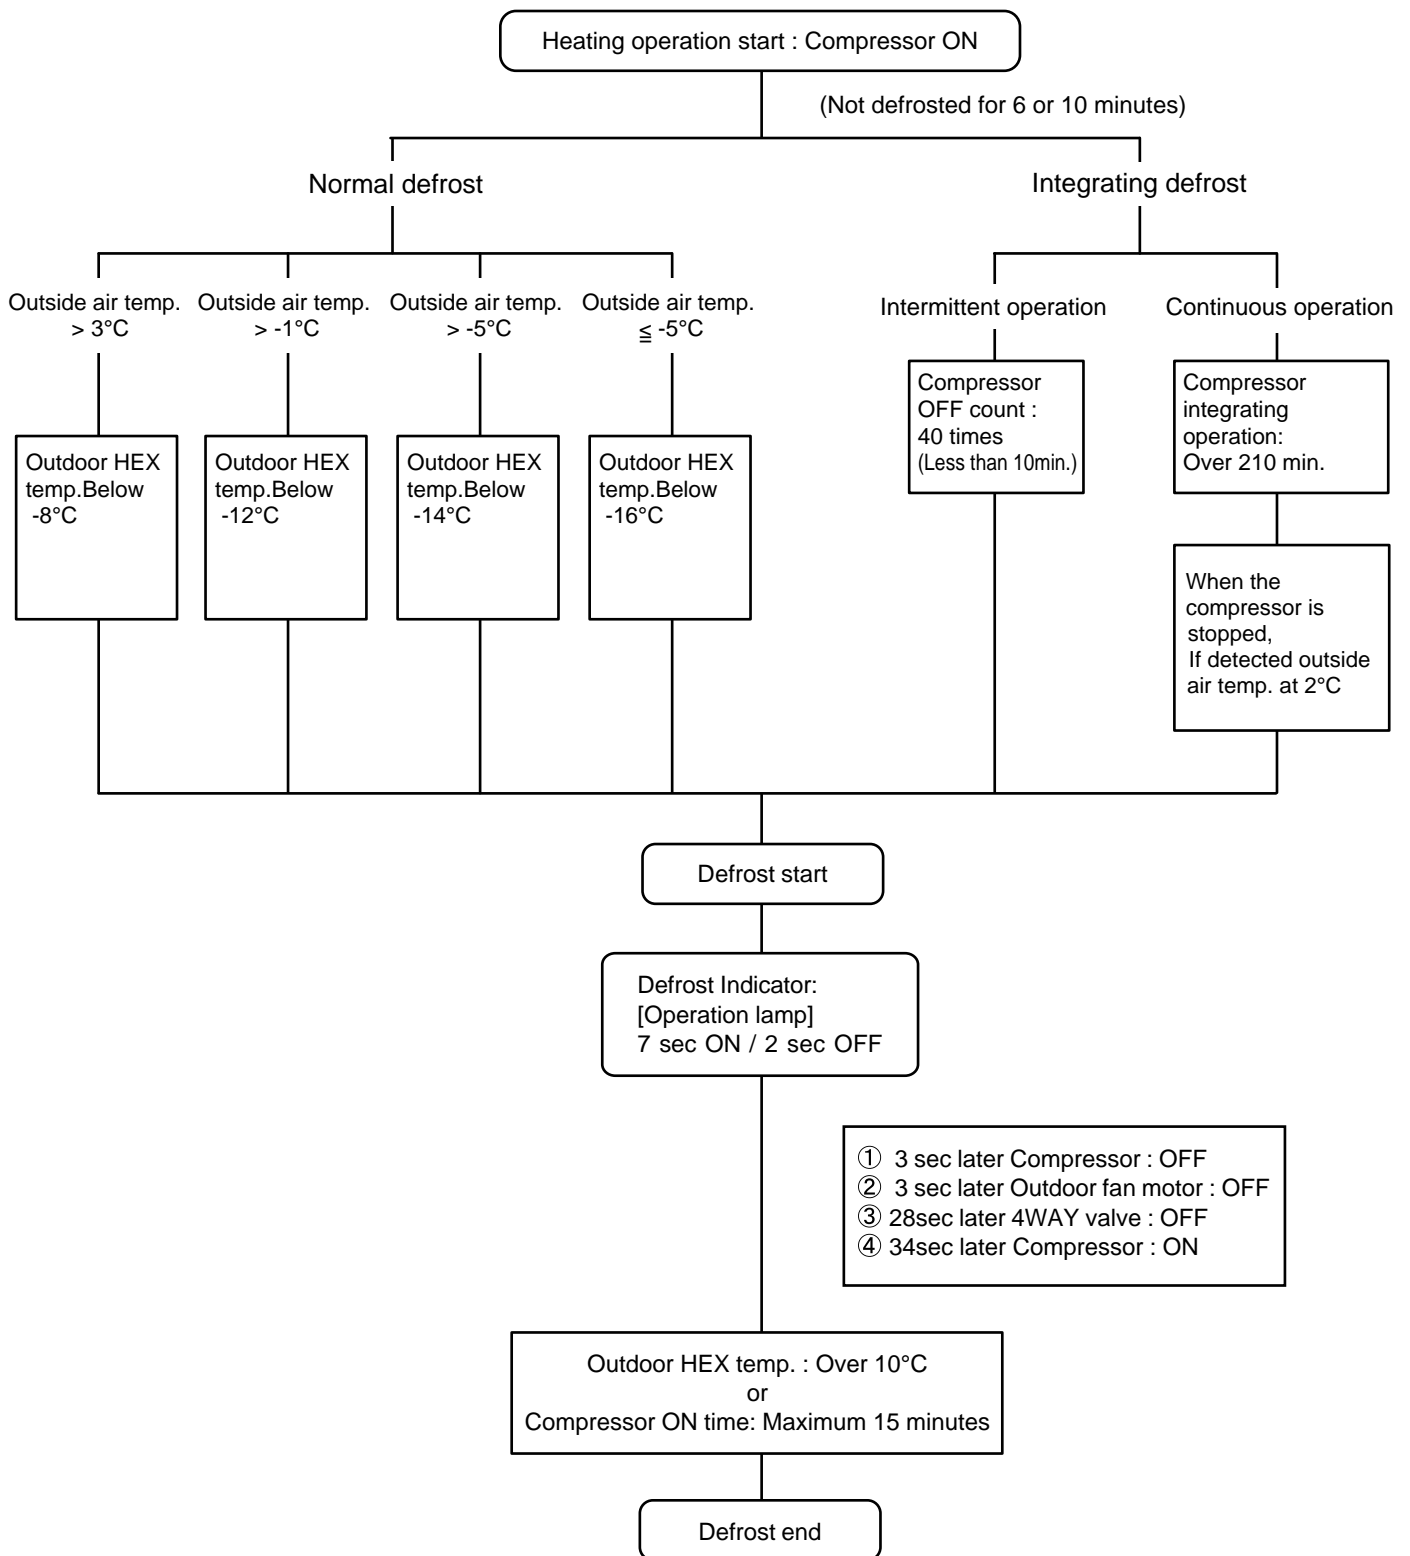 Heating operation start : Compressor ON
(Not defrosted for 6 or 10 minutes)
Normal defrost
Integrating defrost
Outside air temp.
> 3°C
Outside air temp.
> -1°C
Outside air temp.
> -5°C
Outside air temp.
≦ -5°C
Intermittent operation
Continuous operation
Outdoor HEX
temp.Below
-8°C
Outdoor HEX
temp.Below
-12°C
Outdoor HEX
temp.Below
-14°C
Outdoor HEX
temp.Below
-16°C
Compressor
OFF count :
40 times
(Less than 10min.)
Compressor
integrating
operation:
Over 210 min.
When the
compressor is
stopped,
If detected outside
air temp. at 2°C
Defrost start
Defrost Indicator:
[Operation lamp]
7 sec ON / 2 sec OFF
① 3 sec later Compressor : OFF
② 3 sec later Outdoor fan motor : OFF
③ 28sec later 4WAY valve : OFF
④ 34sec later Compressor : ON
Outdoor HEX temp. : Over 10°C
or
Compressor ON time: Maximum 15 minutes
Defrost end